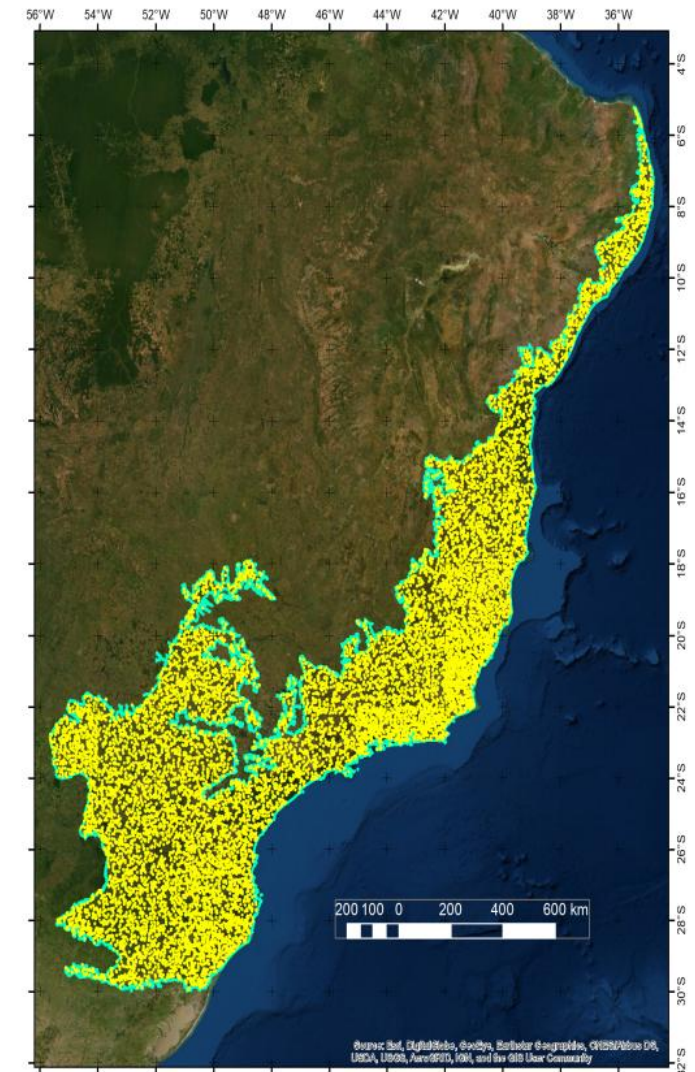 56°W 54°W 52°W 50°W 48°W 46°W 44°W 42°W 40°W 38°W 36°W
4°S
6°S
8°S
10°S
12°S
14°S
16°S
18°S
20°S
22°S
24°S
26°S
28°S
30°S
32°S
200 100 0 200 400 600 km
Source: Esri, DigitalGlobe, GeoEye, Earthstar Geographics, CNES/Airbus DS,
USDA, USGS, AeroGRID, IGN, and the GIS User Community